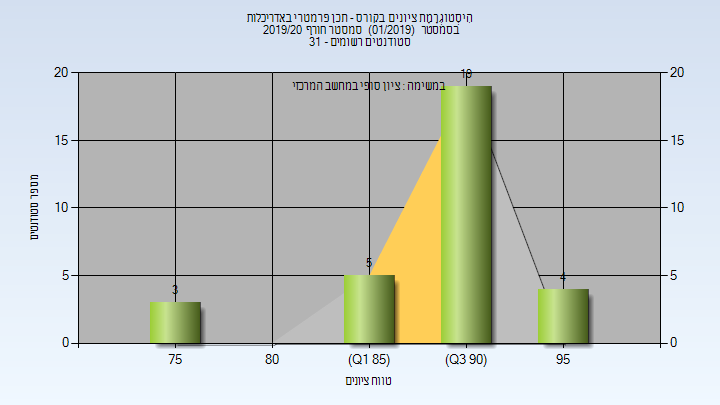 היסטוגרמת ציונים בקורס - תכן פרמטרי באדריכלות
בסמסטר (01/2019) סמסטר חורף 2019/20
סטודנטים רשומים - 31
במשימה : ציון סופי במחשב המרכזי
20
15
10
5
0
20
15
10
5
0
מספר סטודנטים
3
5
19
4
75
80
(Q1 85)
(Q3 90)
95
טווח ציונים